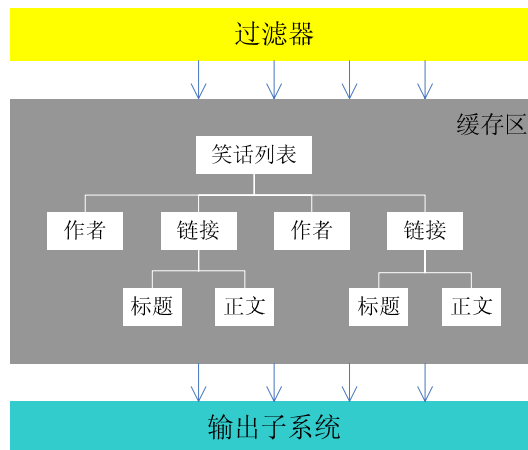 过滤器
缓存区
笑话列表
作者 链接 作者 链接
标题 正文 标题 正文
输出子系统